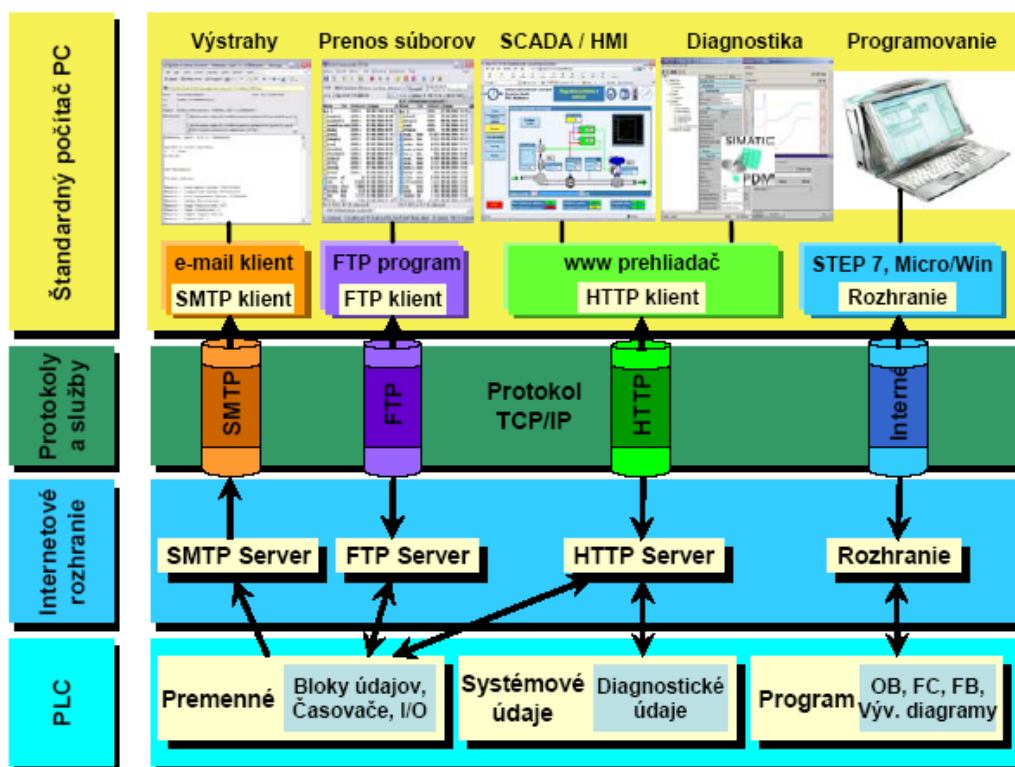 Štandardný počítač PC
Výstrahy
Prenos súborov
SCADA / HMI
Diagnostika
Programovanie
SIMATIC
PDM
e-mail klient
SMTP klient
FTP program
FTP klient
www prehliadač
HTTP klient
STEP 7, Micro/Win
Rozhranie
Protokoly
a služby
SMTP
FTP
Protokol
TCP/IP
HTTP
Interne
Internetové
rozhranie
SMTP Server
FTP Server
HTTP Server
Rozhranie
PLC
Premenné
Bloky údajov,
Časovače, I/O
Systémové
údaje
Diagnostické
údaje
Program
OB, FC, FB,
Výv. diagramy